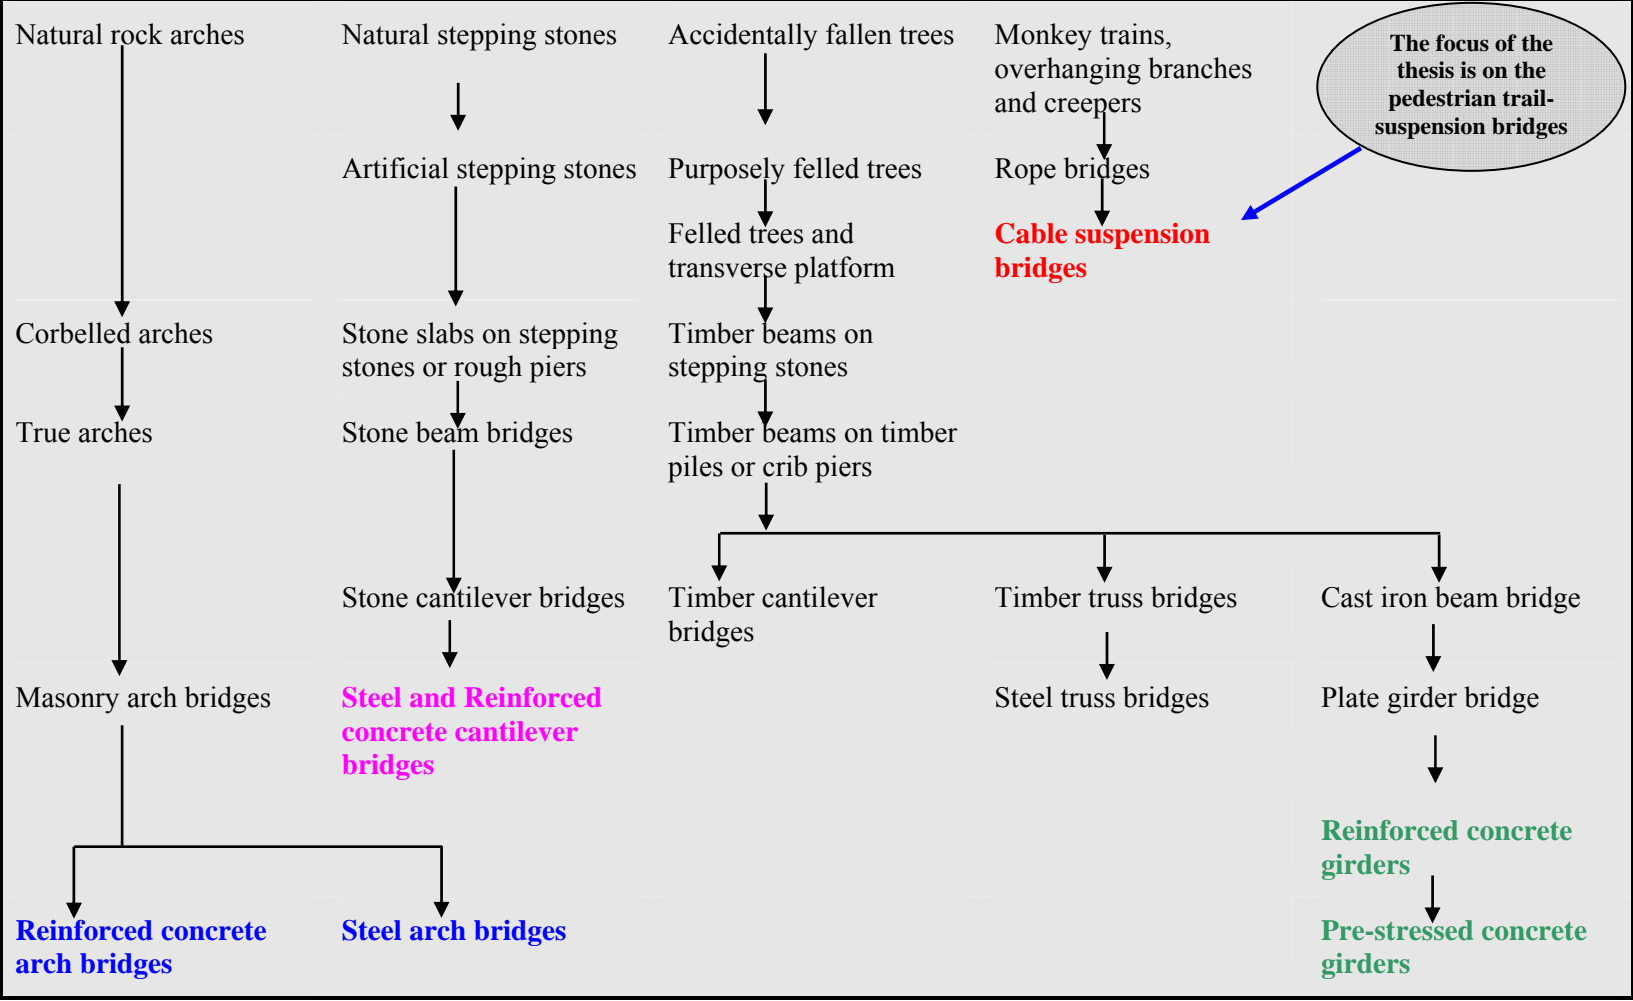 Natural rock arches
Natural stepping stones
Accidentally fallen trees
Monkey trains,
overhanging branches
and creepers
The focus of the
thesis is on the
pedestrian trail-
suspension bridges
Artificial stepping stones
Purposely felled trees
Rope bridges
Felled trees and
transverse platform
Cable suspension
bridges
Corbelled arches
Stone slabs on stepping
stones or rough piers
Timber beams on
stepping stones
True arches
Stone beam bridges
Timber beams on timber
piles or crib piers
Stone cantilever bridges
Timber cantilever
bridges
Timber truss bridges
Cast iron beam bridge
Masonry arch bridges
Steel and Reinforced
concrete cantilever
bridges
Steel truss bridges
Plate girder bridge
Reinforced concrete
girders
Reinforced concrete
arch bridges
Steel arch bridges
Pre-stressed concrete
girders